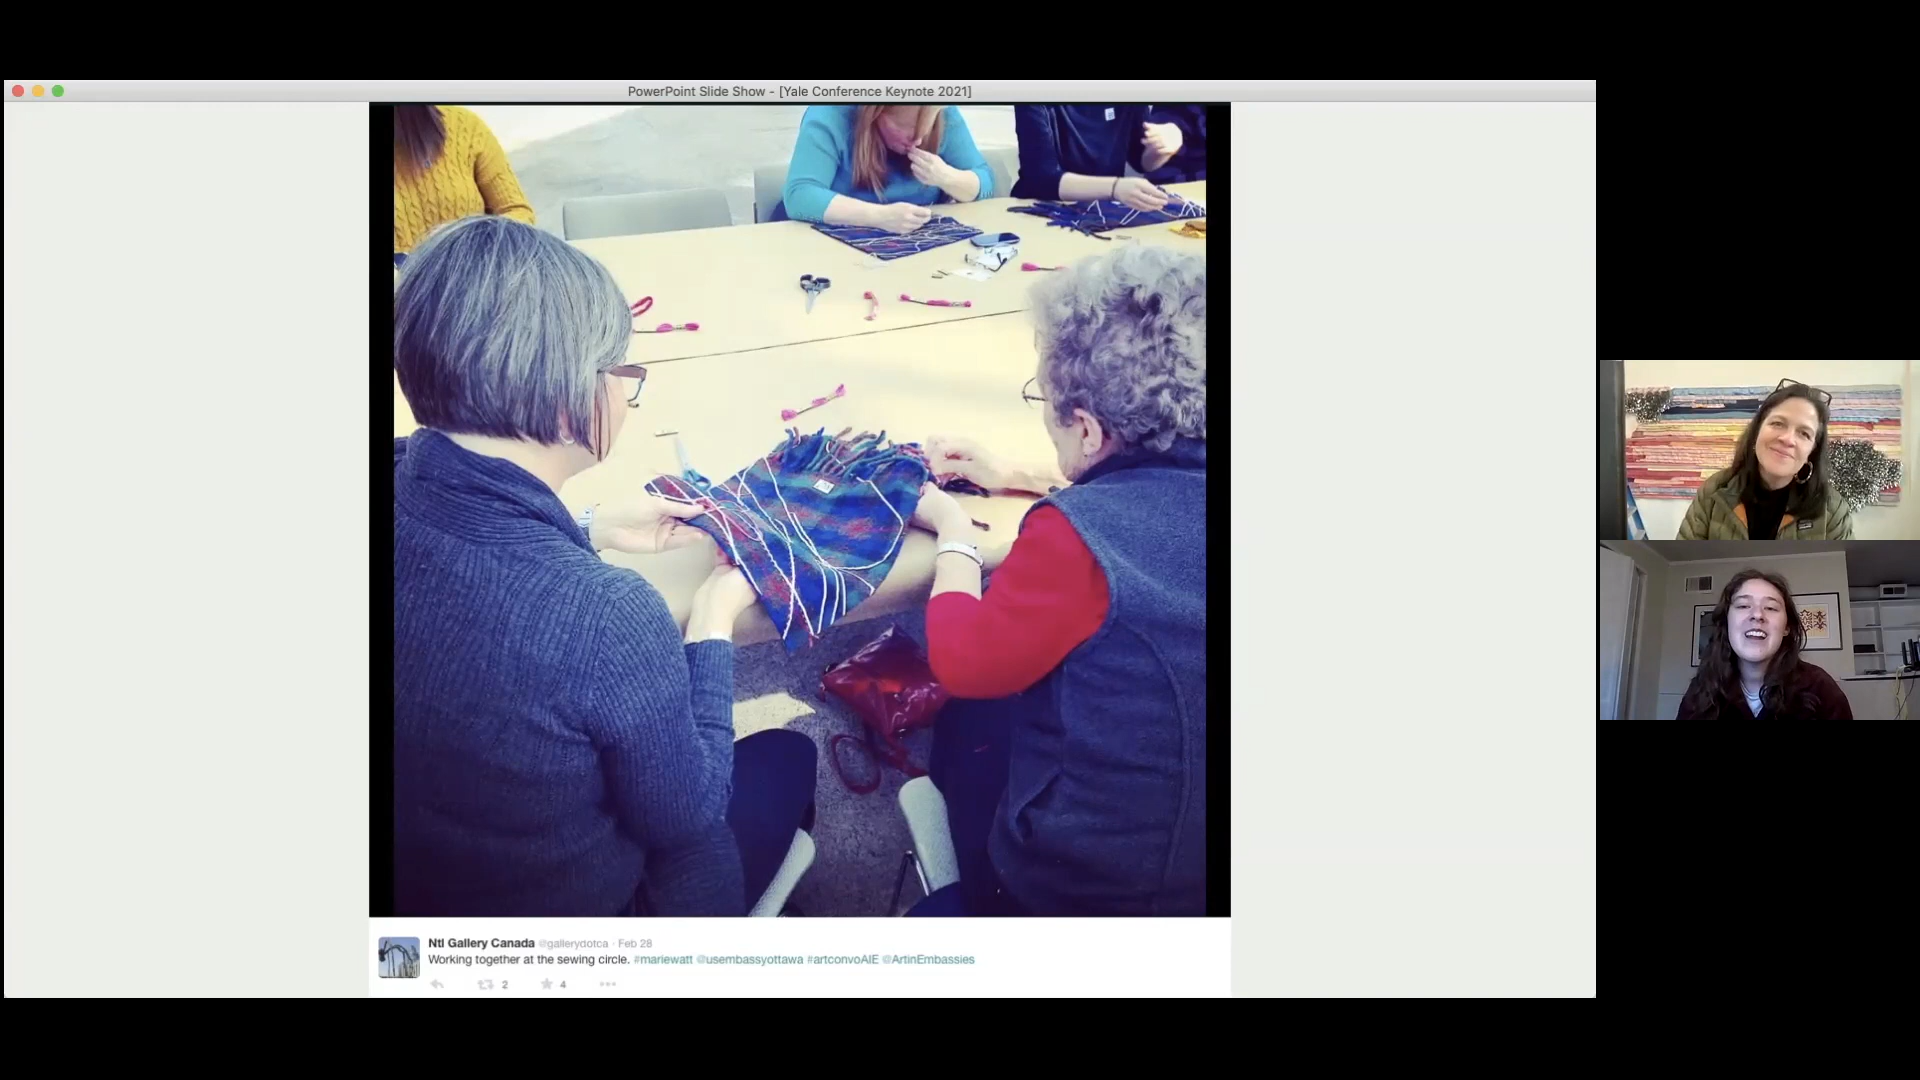 PowerPoint Slide Show - [Yale Conference Keynote 2021]
Ntl Gallery Canada @gallerydotca · Feb 28
Working together at the sewing circle. #mariewatt @usembassyottawa #artconvoAIE @ArtinEmbassies
2 4